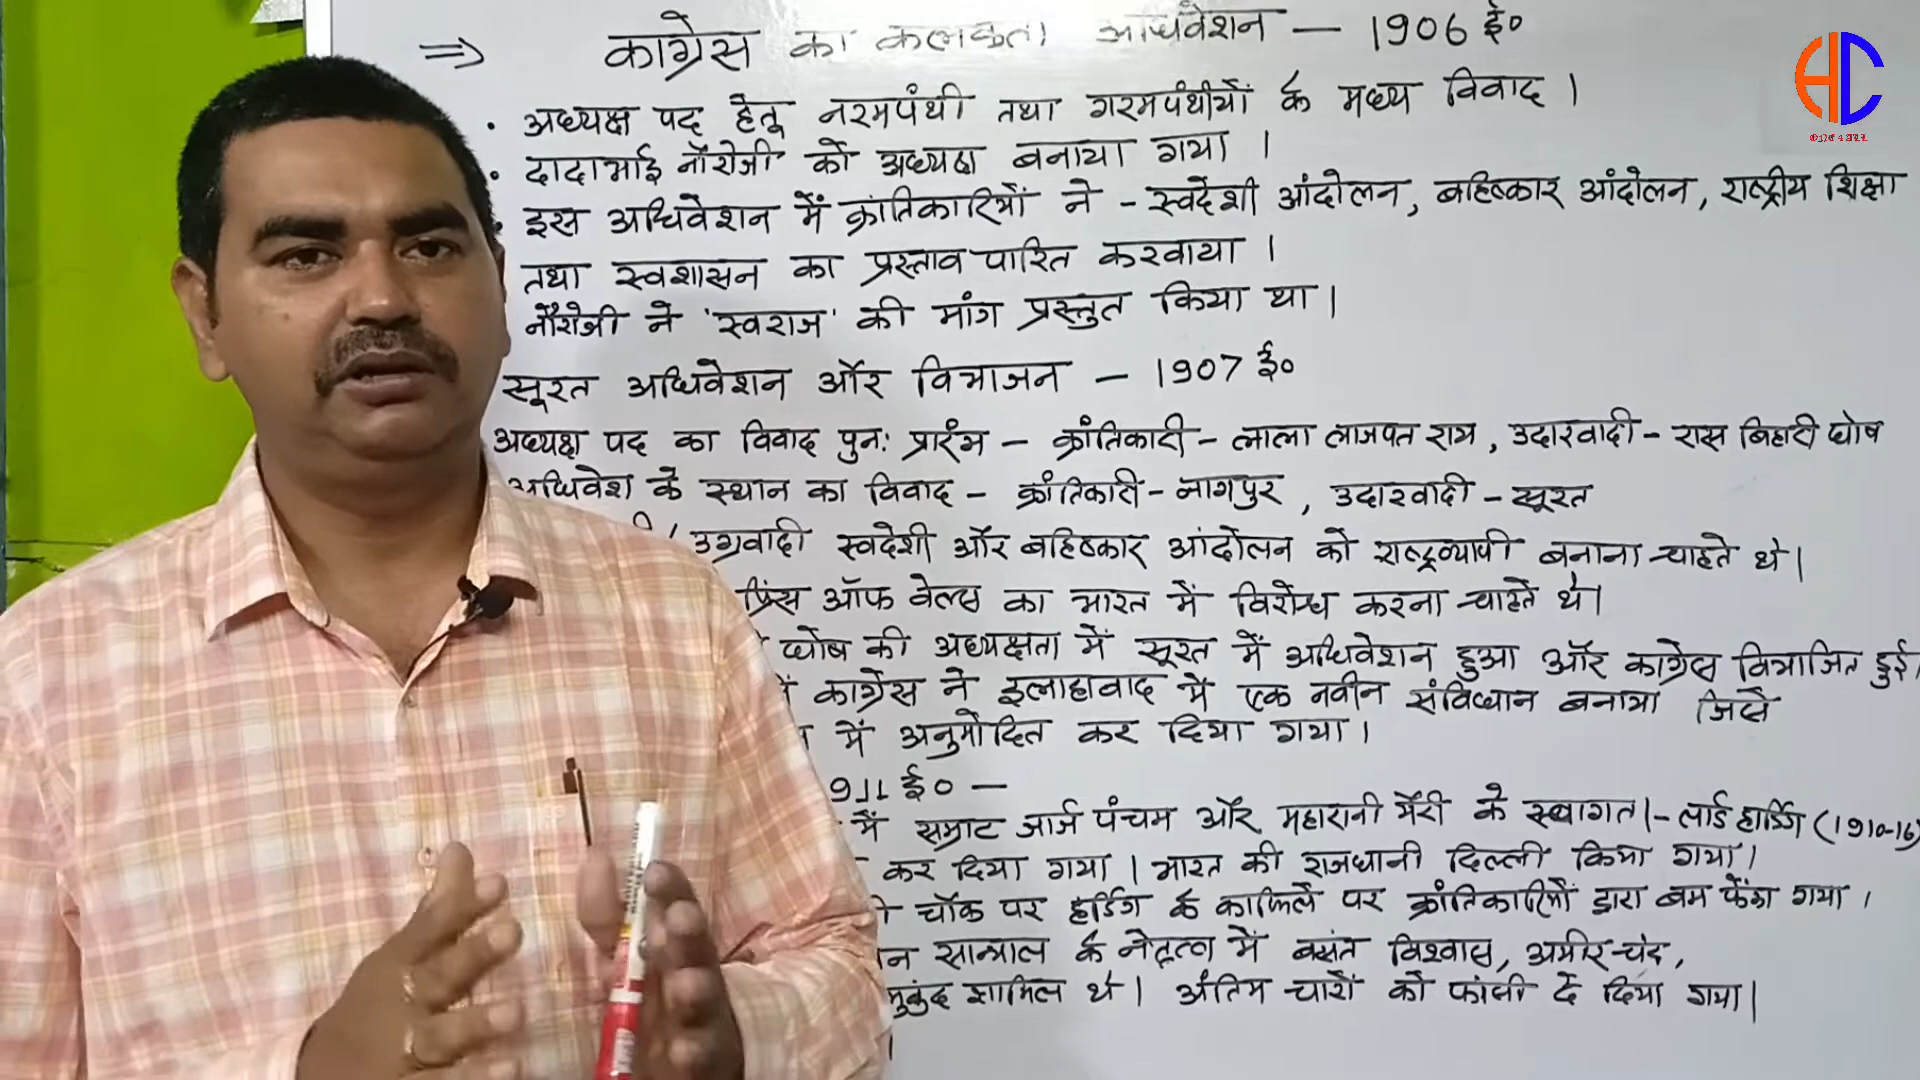 ⇒ काग्रेस का कलकत्ता अधिवेशन – 1906 ई०
HC
• अध्यक्ष पद हेतू नरमपंथी तथा गरमपंथीयों के मध्य विवाद ।
• दादाभाई नौरोजी को अध्यक्ष बनाया गया ।
• इस अधिवेशन में क्रांतिकारियों ने - स्वदेशी आंदोलन, बहिष्कार आंदोलन, राष्ट्रीय शिक्षा
तथा स्वशासन का प्रस्ताव पारित करवाया ।
नौरोजी ने 'स्वराज' की मांग प्रस्तुत किया था ।
सूरत अधिवेशन और विभाजन – 1907 ई०
अध्यक्ष पद का विवाद पुनः प्रारंभ – क्रांतिकारी - लाला लाजपत राय, उदारवादी - रास बिहारी घोष
अधिवेश के स्थान का विवाद – क्रांतिकारी - नागपुर, उदारवादी - सूरत
/ उग्रवादी स्वदेशी और बहिष्कार आंदोलन को राष्ट्रव्यापी बनाना चाहते थे ।
प्रिंस ऑफ वेल्स का भारत में विरोध करना चाहते थे ।
घोष की अध्यक्षता में सूरत में अधिवेशन हुआ और काग्रेस विभाजित हुई ।
में काग्रेस ने इलाहावाद में एक नवीन संविधान बनाया जिसे
में अनुमोदित कर दिया गया ।
911 ई० –
में सम्राट जार्ज पंचम और महारानी मैरी के स्वागत । - लार्ड हार्डिंग (1910-16)
कर दिया गया । भारत की राजधानी दिल्ली किया गया ।
चौक पर हार्डिंग के काफिले पर क्रांतिकारियों द्वारा बम फेंका गया ।
सान्याल के नेतृत्व में बसंत विश्वास, अमीर चंद,
मुकुंद शामिल थे । अंतिम चारों को फांसी दे दिया गया ।